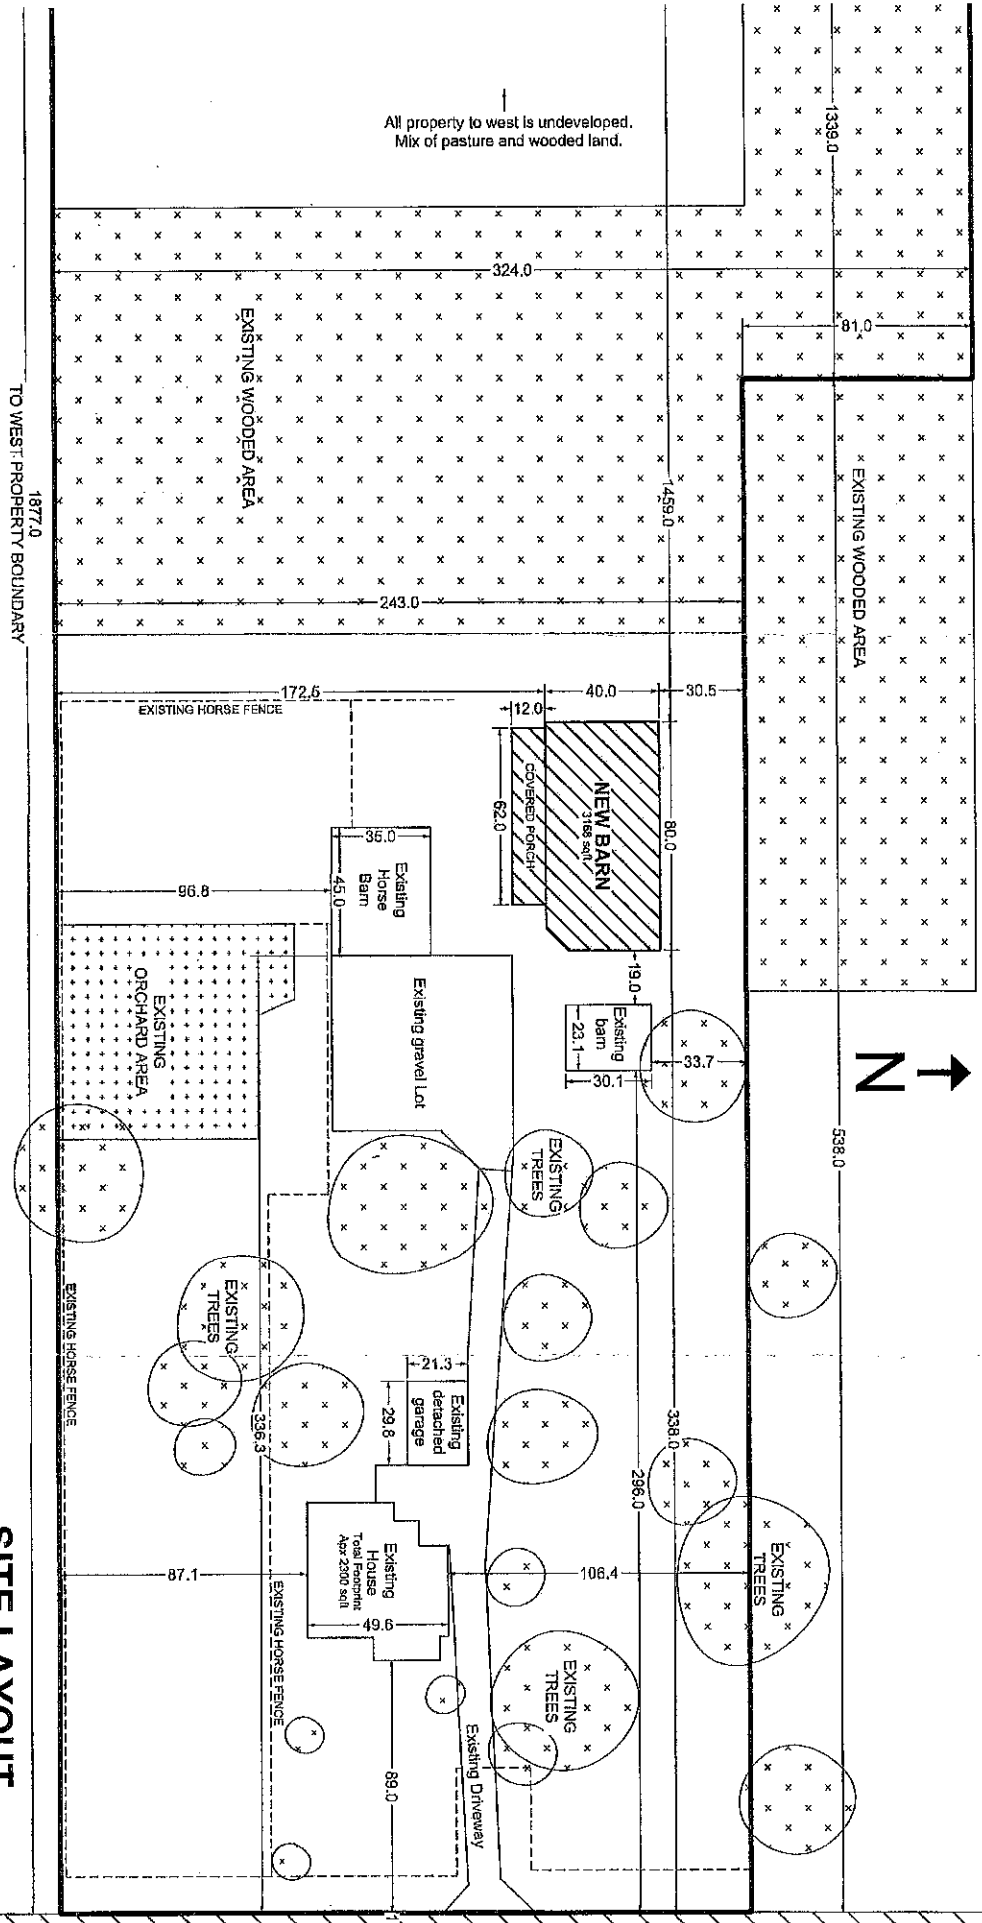 All property to west is undeveloped.
Mix of pasture and wooded land.
1339.0
324.0
81.0
EXISTING WOODED AREA
EXISTING WOODED AREA
1459.0
243.0
1877.0
TO WEST PROPERTY BOUNDARY
172.5
40.0
30.5
EXISTING HORSE FENCE
12.0
COVERED PORCH
62.0
NEW BARN
3168 sqft
80.0
35.0
45.0
Existing
Horse
Barn
96.8
19.0
Existing
barn
23.1
30.1
33.7
N
538.0
EXISTING
ORCHARD AREA
Existing gravel Lot
EXISTING
TREES
EXISTING
TREES
EXISTING HORSE FENCE
336.3
21.3
29.8
Existing
detached
garage
338.0
296.0
Existing
House
Total Footprint
Apx 2300 sqft
49.6
87.1
106.4
EXISTING
TREES
EXISTING
TREES
EXISTING HORSE FENCE
89.0
Existing Driveway
SITE LAYOUT